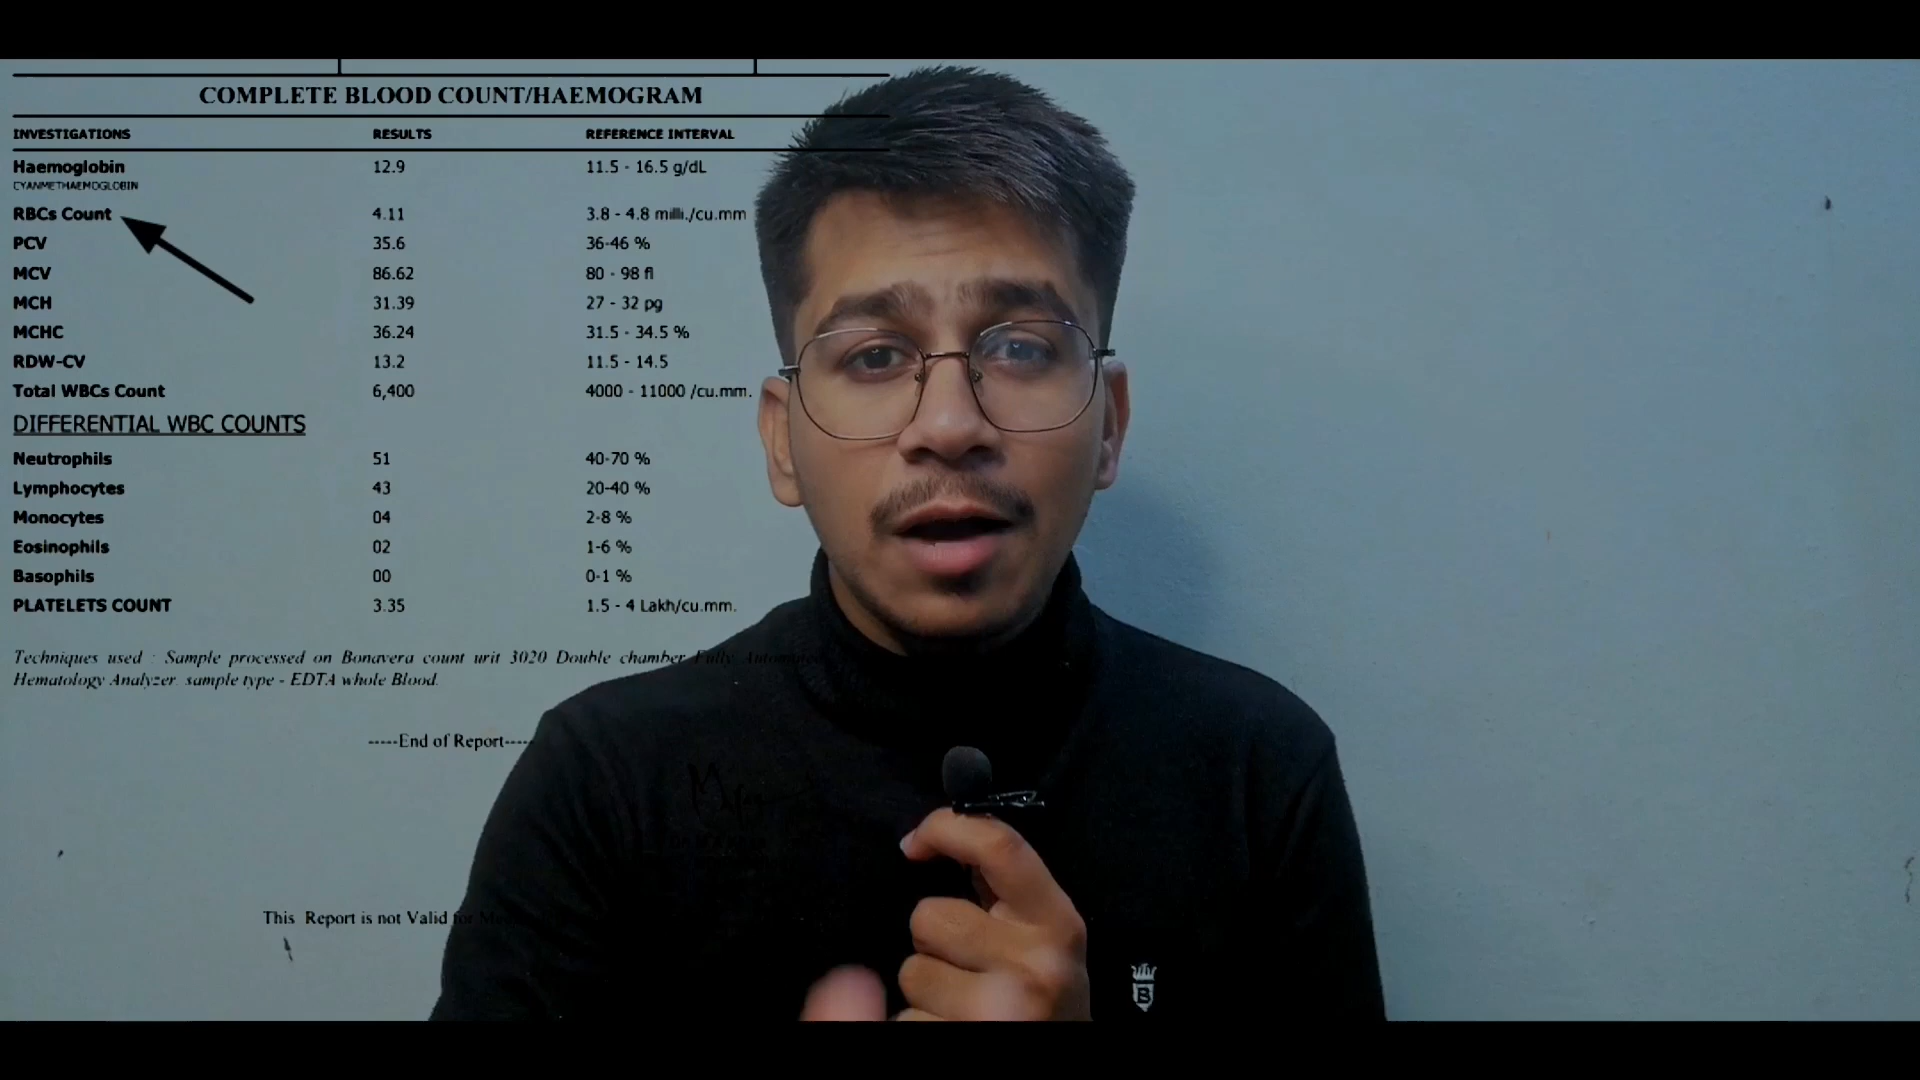 COMPLETE BLOOD COUNT/HAEMOGRAM
INVESTIGATIONS RESULTS REFERENCE INTERVAL
Haemoglobin 12.9 11.5 - 16.5 g/dL
CYANMETHAEMOGLOBIN
RBCs Count 4.11 3.8 - 4.8 milli./cu.mm
PCV 35.6 36-46 %
MCV 86.62 80 - 98 fl
MCH 31.39 27 - 32 pg
MCHC 36.24 31.5 - 34.5 %
RDW-CV 13.2 11.5 - 14.5
Total WBCs Count 6,400 4000 - 11000 /cu.mm.
DIFFERENTIAL WBC COUNTS
Neutrophils 51 40-70 %
Lymphocytes 43 20-40 %
Monocytes 04 2-8 %
Eosinophils 02 1-6 %
Basophils 00 0-1 %
PLATELETS COUNT 3.35 1.5 - 4 Lakh/cu.mm.
Techniques used : Sample processed on Bonavera count urit 3020 Double chamber Fully
Hematology Analyzer. sample type - EDTA whole Blood.
-----End of Report-----
This Report is not Valid for
B